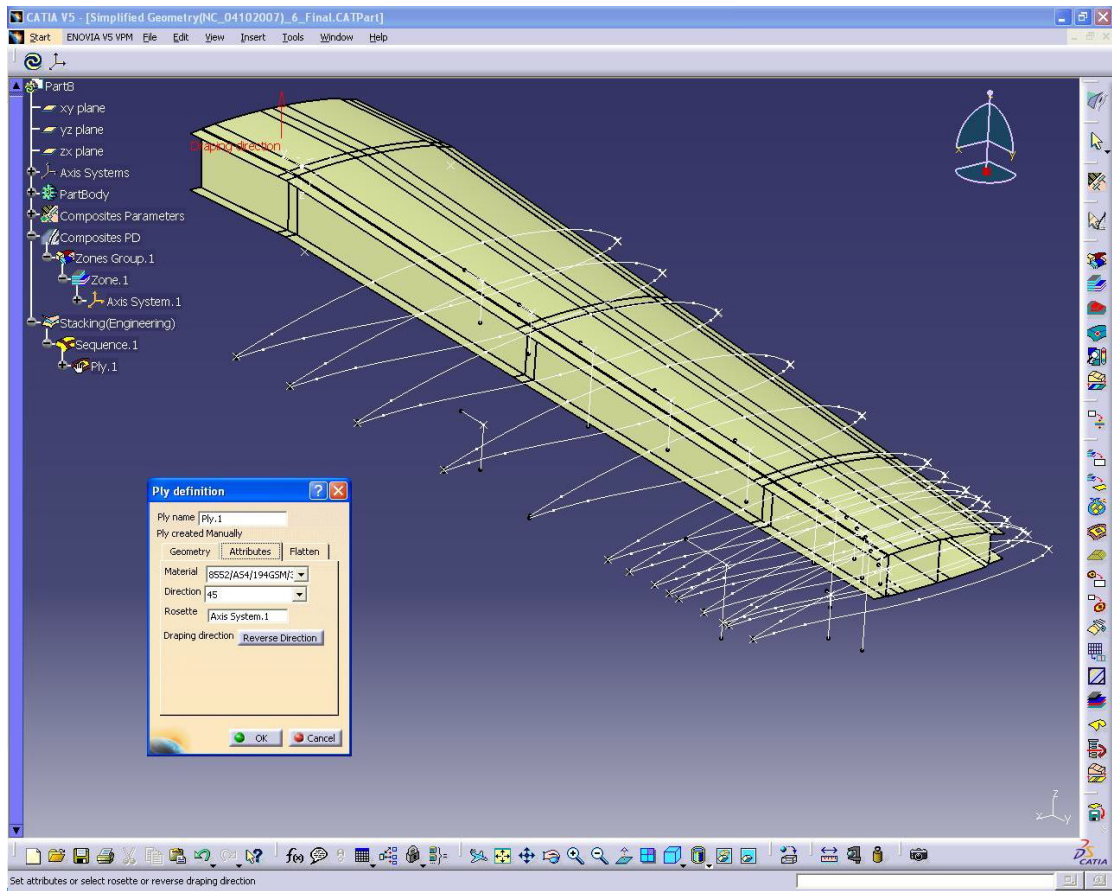 CATIA V5 - [Simplified Geometry(NC_04102007)_6_Final.CATPart]
Start ENOVIA V5 VPM File Edit View Insert Tools Window Help
Part8
xy plane
yz plane
zx plane
Axis Systems
PartBody
Composites Parameters
Composites PD
Zones Group.1
Zone.1
Axis System.1
Stacking(Engineering)
Sequence.1
Ply.1
Draping direction
Ply definition
Ply name Ply.1
Ply created Manually
Geometry Attributes Flatten
Material 8552/AS4/194GSM/
Direction 45
Rosette Axis System.1
Draping direction Reverse Direction
OK Cancel
z
x y
f(x)
CATIA
Set attributes or select rosette or reverse draping direction